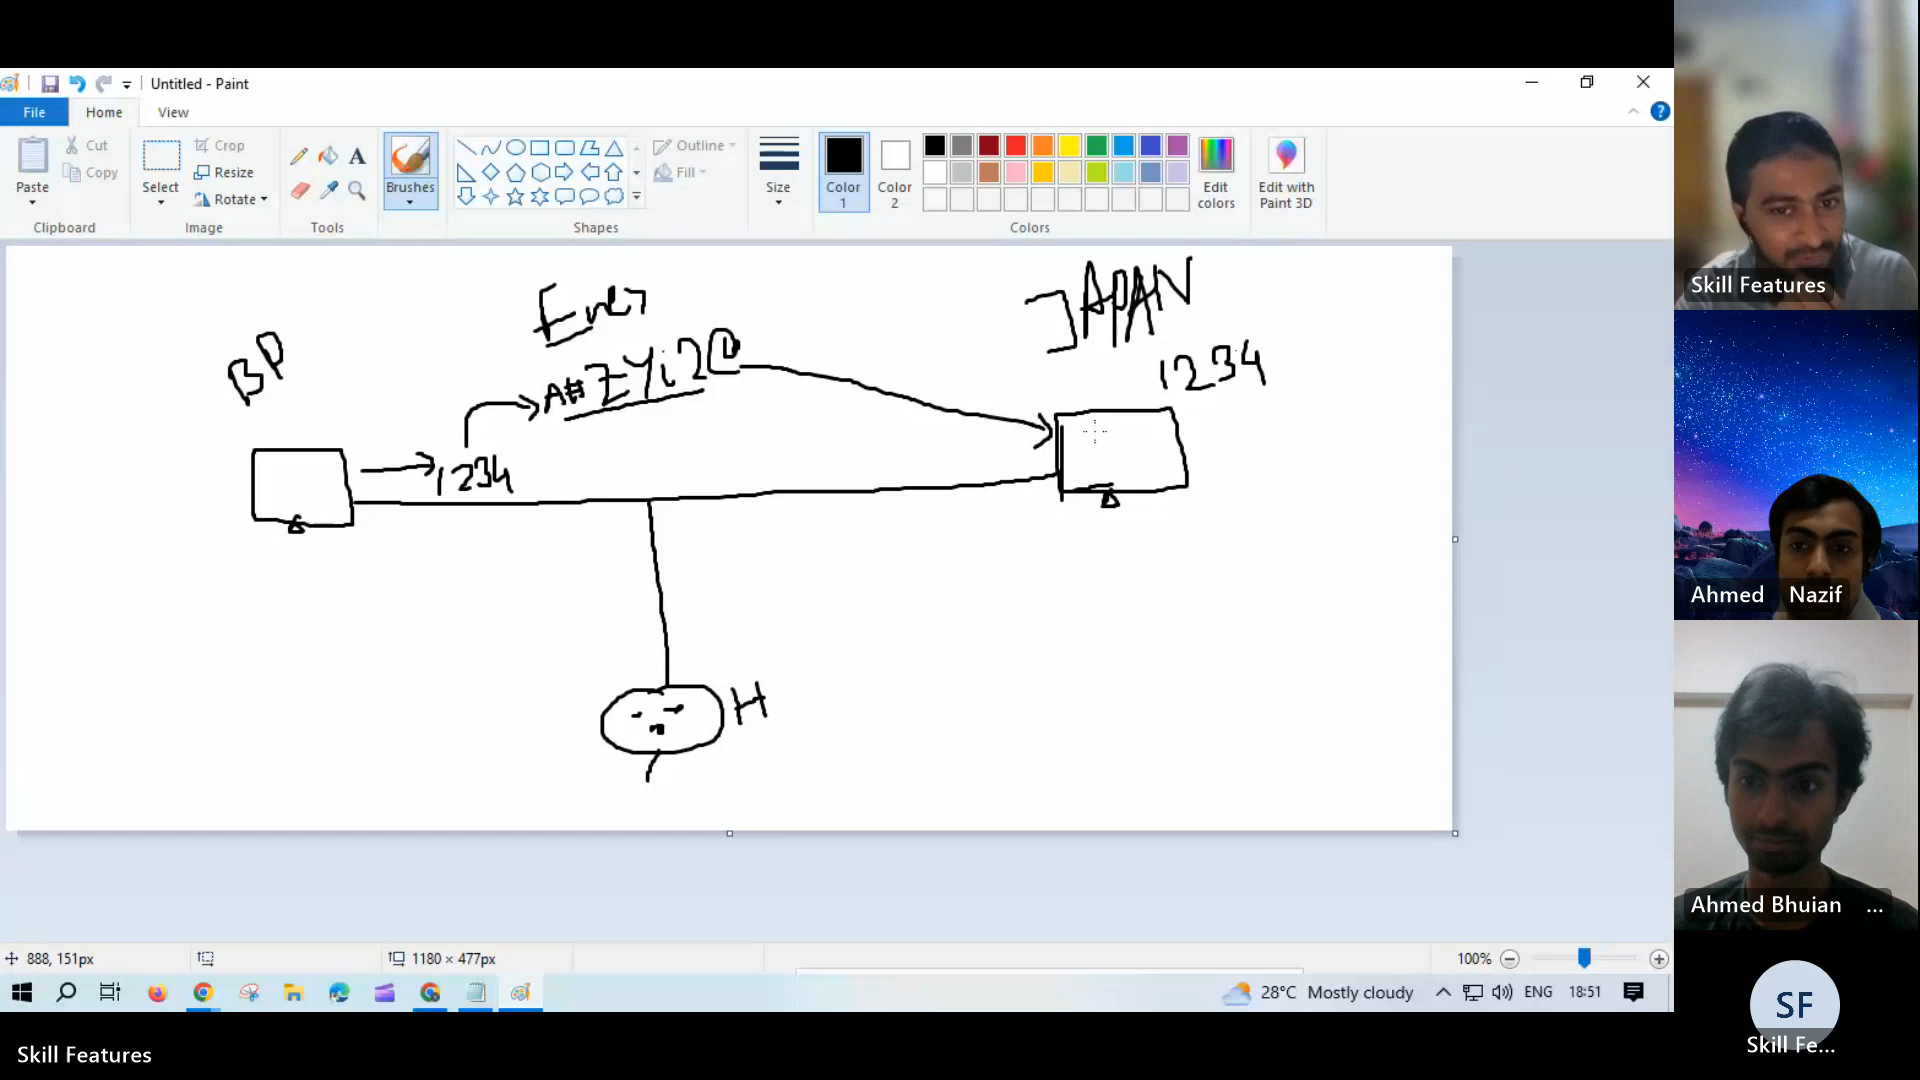 Untitled - Paint
File Home View
Paste
Cut
Copy
Clipboard
Select
Crop
Resize
Rotate
Image
A
Tools
Brushes
Shapes
Outline
Fill
Size
Color 1
Color 2
Edit colors
Edit with Paint 3D
Colors
JAPAN
1234
A#ZYi2@
1234
H
888, 151px
1180 × 477px
100%
28°C Mostly cloudy
ENG
18:51
Skill Features
Ahmed Nazif
Ahmed Bhuian ...
SF
Skill Fe...
Skill Features